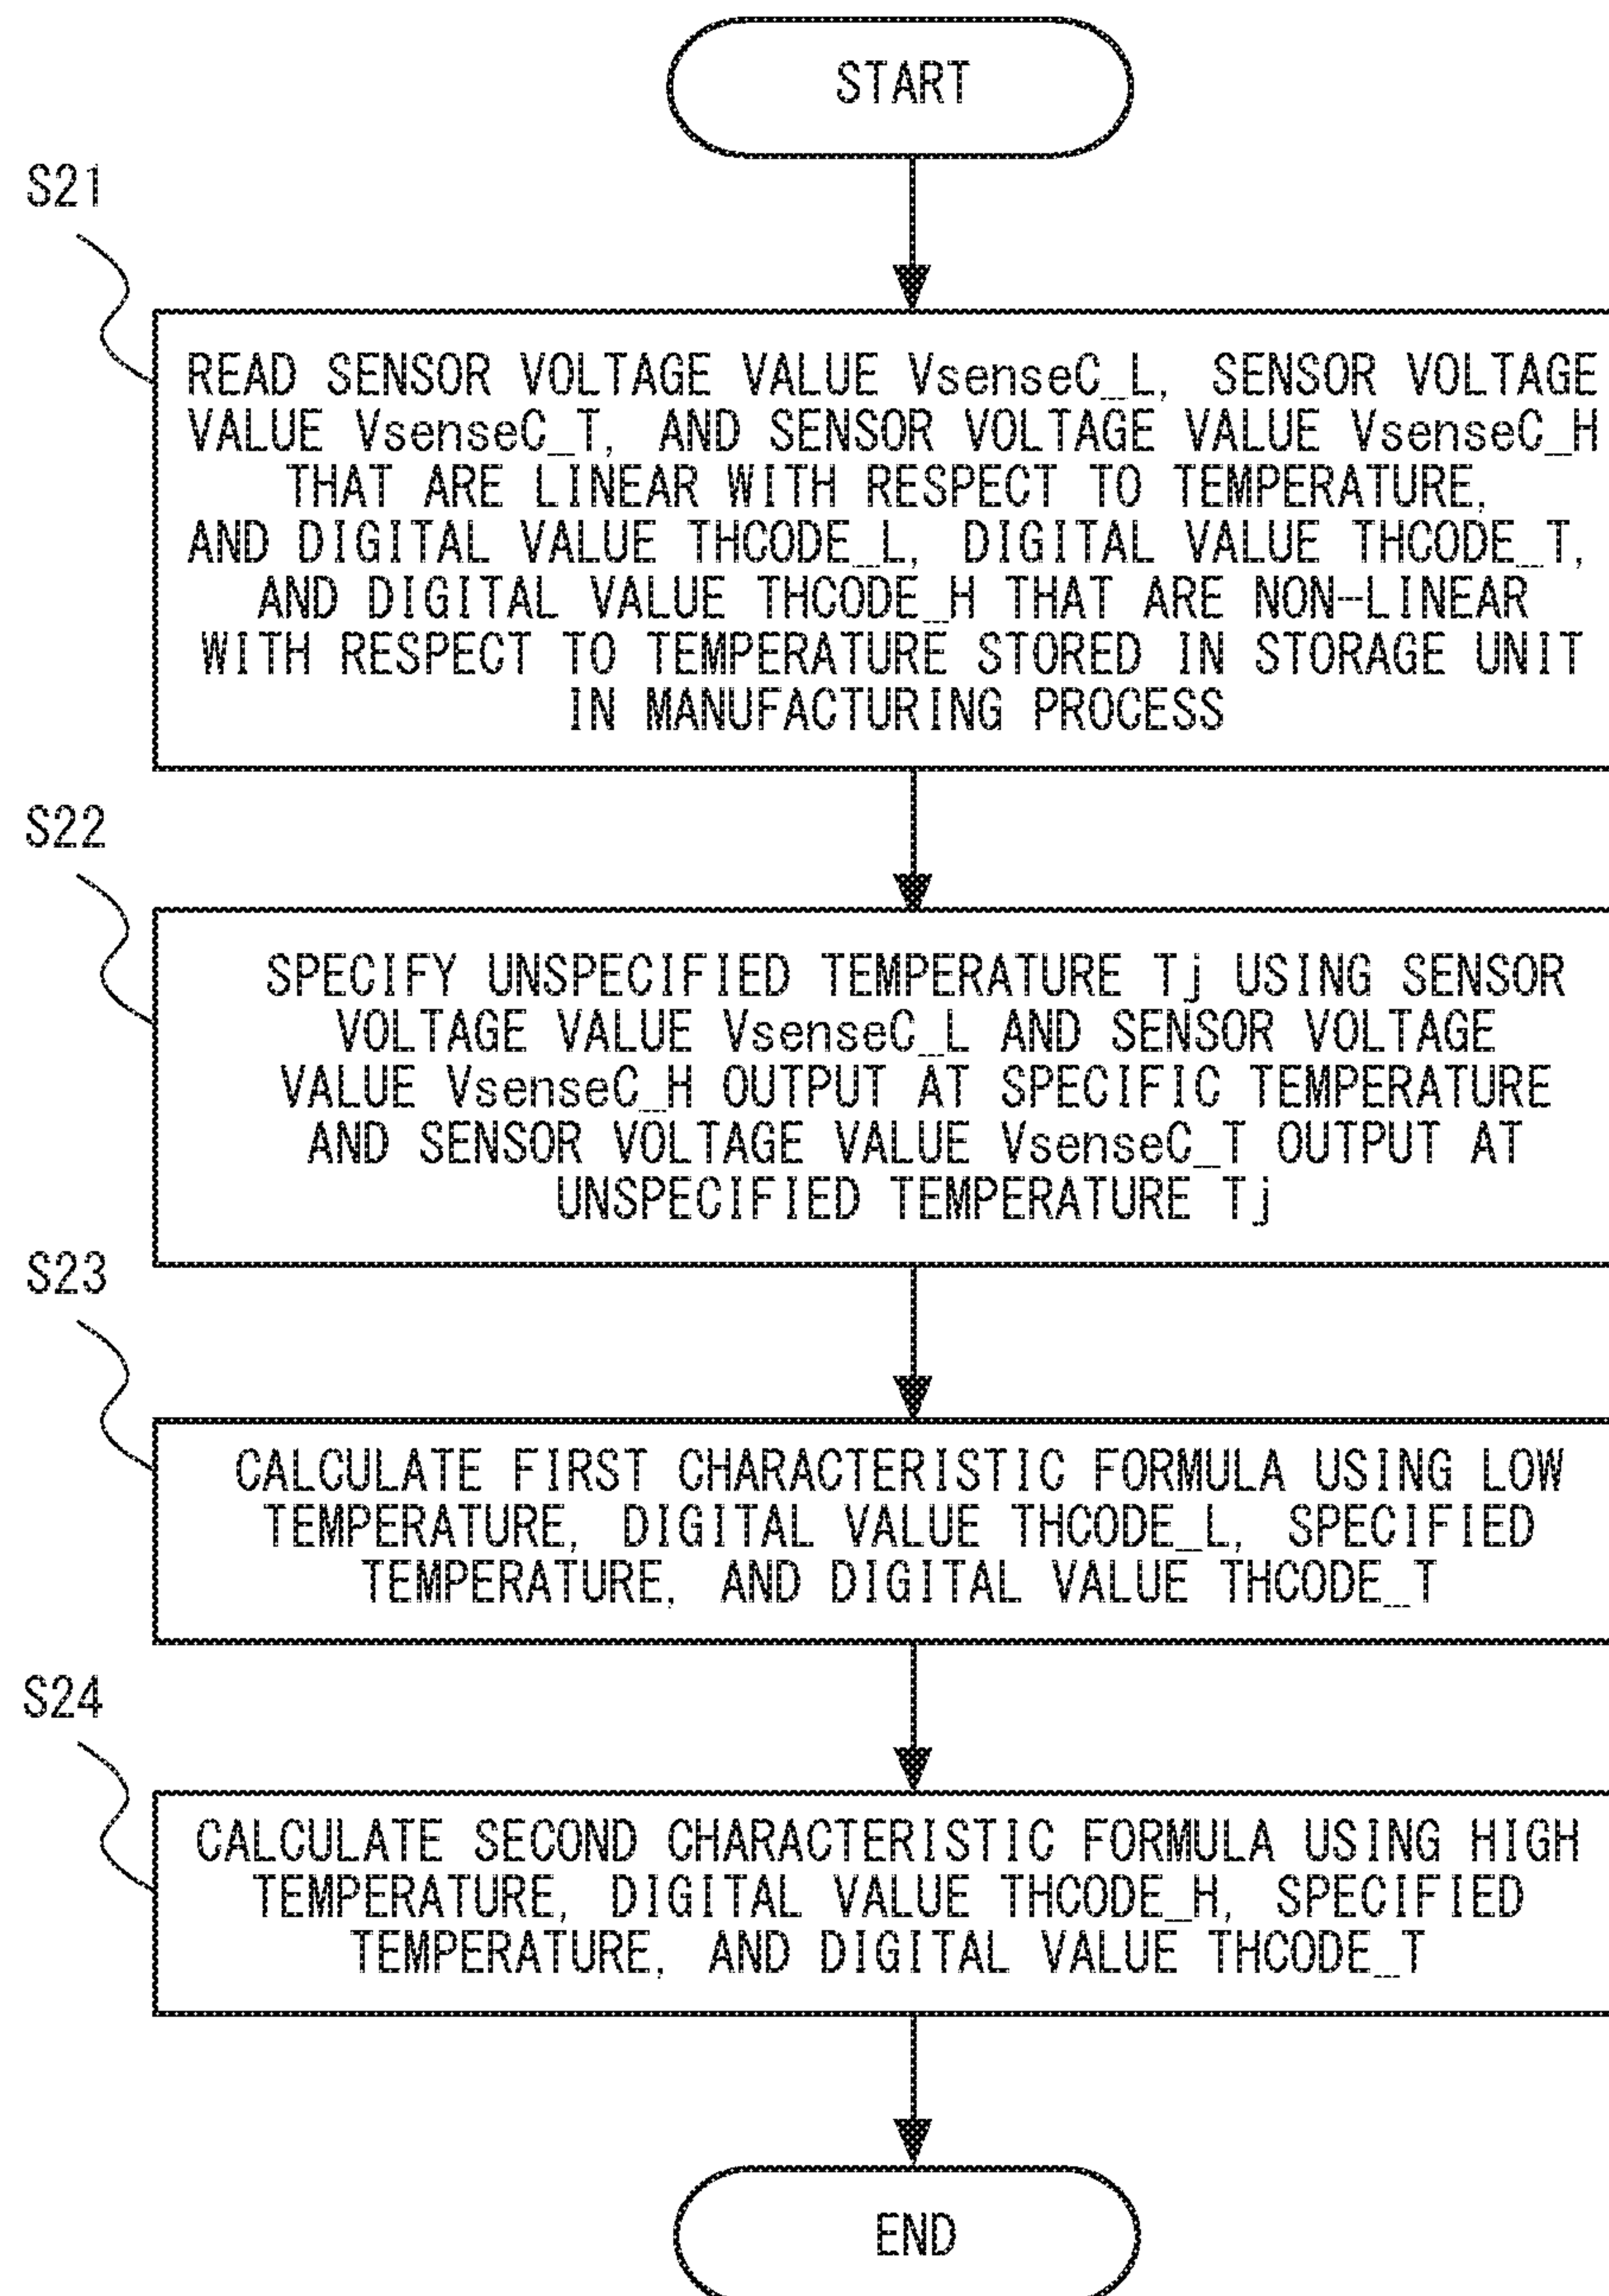 START
S21
READ SENSOR VOLTAGE VALUE VsenseC_L, SENSOR VOLTAGE
VALUE VsenseC_T, AND SENSOR VOLTAGE VALUE VsenseC_H
THAT ARE LINEAR WITH RESPECT TO TEMPERATURE,
AND DIGITAL VALUE THCODE_L, DIGITAL VALUE THCODE_T,
AND DIGITAL VALUE THCODE_H THAT ARE NON-LINEAR
WITH RESPECT TO TEMPERATURE STORED IN STORAGE UNIT
IN MANUFACTURING PROCESS
S22
SPECIFY UNSPECIFIED TEMPERATURE Tj USING SENSOR
VOLTAGE VALUE VsenseC_L AND SENSOR VOLTAGE
VALUE VsenseC_H OUTPUT AT SPECIFIC TEMPERATURE
AND SENSOR VOLTAGE VALUE VsenseC_T OUTPUT AT
UNSPECIFIED TEMPERATURE Tj
S23
CALCULATE FIRST CHARACTERISTIC FORMULA USING LOW
TEMPERATURE, DIGITAL VALUE THCODE_L, SPECIFIED
TEMPERATURE, AND DIGITAL VALUE THCODE_T
S24
CALCULATE SECOND CHARACTERISTIC FORMULA USING HIGH
TEMPERATURE, DIGITAL VALUE THCODE_H, SPECIFIED
TEMPERATURE, AND DIGITAL VALUE THCODE_T
END